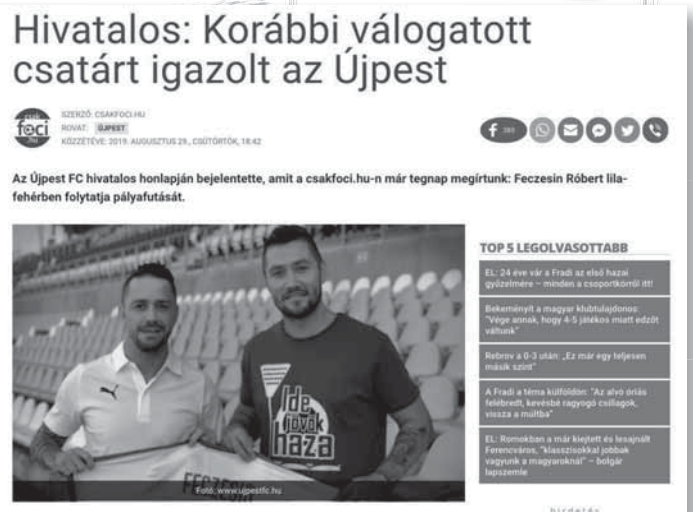 Hivatalos: Korábbi válogatott
csatárt igazolt az Újpest
csak
foci
.hu
SZERZŐ: CSAKFOCI.HU
ROVAT: ÚJPEST
KÖZZÉTÉVE: 2019. AUGUSZTUS 29., CSÜTÖRTÖK, 18:42
Az Újpest FC hivatalos honlapján bejelentette, amit a csakfoci.hu-n már tegnap megírtunk: Feczesin Róbert lila-
fehérben folytatja pályafutását.
Ide
jövök
haza
FECZESIN
Fotó: www.ujpestfc.hu
TOP 5 LEGOLVASOTTABB
EL: 24 éve vár a Fradi az első hazai
győzelmére – minden a csoportkörről itt!
Bekeményít a magyar klubtulajdonos:
"Vége annak, hogy 4-5 játékos miatt edzőt
váltunk"
Rebrov a 0-3 után: „Ez már egy teljesen
másik szint"
A Fradi a téma külföldön: "Az alvó óriás
felébredt, kevésbé ragyogó csillagok,
vissza a múltba"
EL: Romokban a már kiejtett és lesajnált
Ferencváros, "klasszisokkal jobbak
vagyunk a magyaroknál" – bolgár
lapszemle
hirdetés